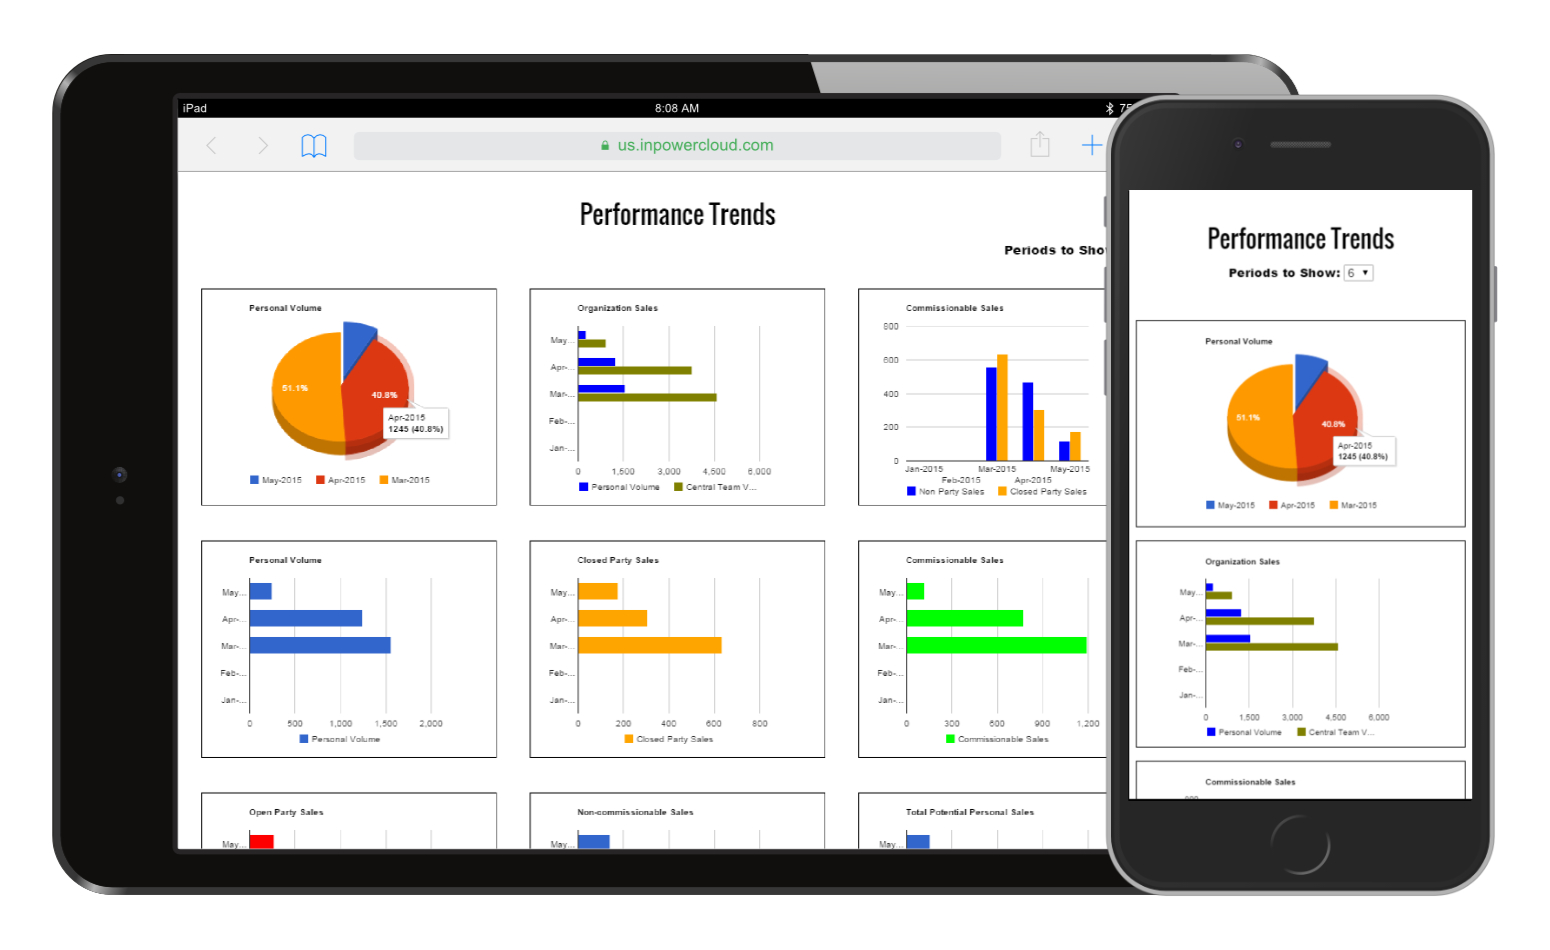 iPad 8:08 AM 75
us.inpowercloud.com
Performance Trends
Periods to Sho
Personal Volume
51.1%
40.8%
Apr-2015
1245 (40.8%)
May-2015 Apr-2015 Mar-2015
Organization Sales
May...
Apr-...
Mar-...
Feb-...
Jan-...
0 1,500 3,000 4,500 6,000
Personal Volume Central Team V...
Commissionable Sales
800
600
400
200
0
Jan-2015 Mar-2015 May-2015
Feb-2015 Apr-2015
Non Party Sales Closed Party Sales
Personal Volume
May...
Apr-...
Mar-...
Feb-...
Jan-...
0 500 1,000 1,500 2,000
Personal Volume
Closed Party Sales
May...
Apr-...
Mar-...
Feb-...
Jan-...
0 200 400 600 800
Closed Party Sales
Commissionable Sales
May...
Apr-...
Mar-...
Feb-...
Jan-...
0 300 600 900 1,200
Commissionable Sales
Open Party Sales
May...
Non-commissionable Sales
May...
Total Potential Personal Sales
May...
Performance Trends
Periods to Show: 6
Personal Volume
51.1%
40.8%
Apr-2015
1245 (40.8%)
May-2015 Apr-2015 Mar-2015
Organization Sales
May...
Apr-...
Mar-...
Feb-...
Jan-...
0 1,500 3,000 4,500 6,000
Personal Volume Central Team V...
Commissionable Sales